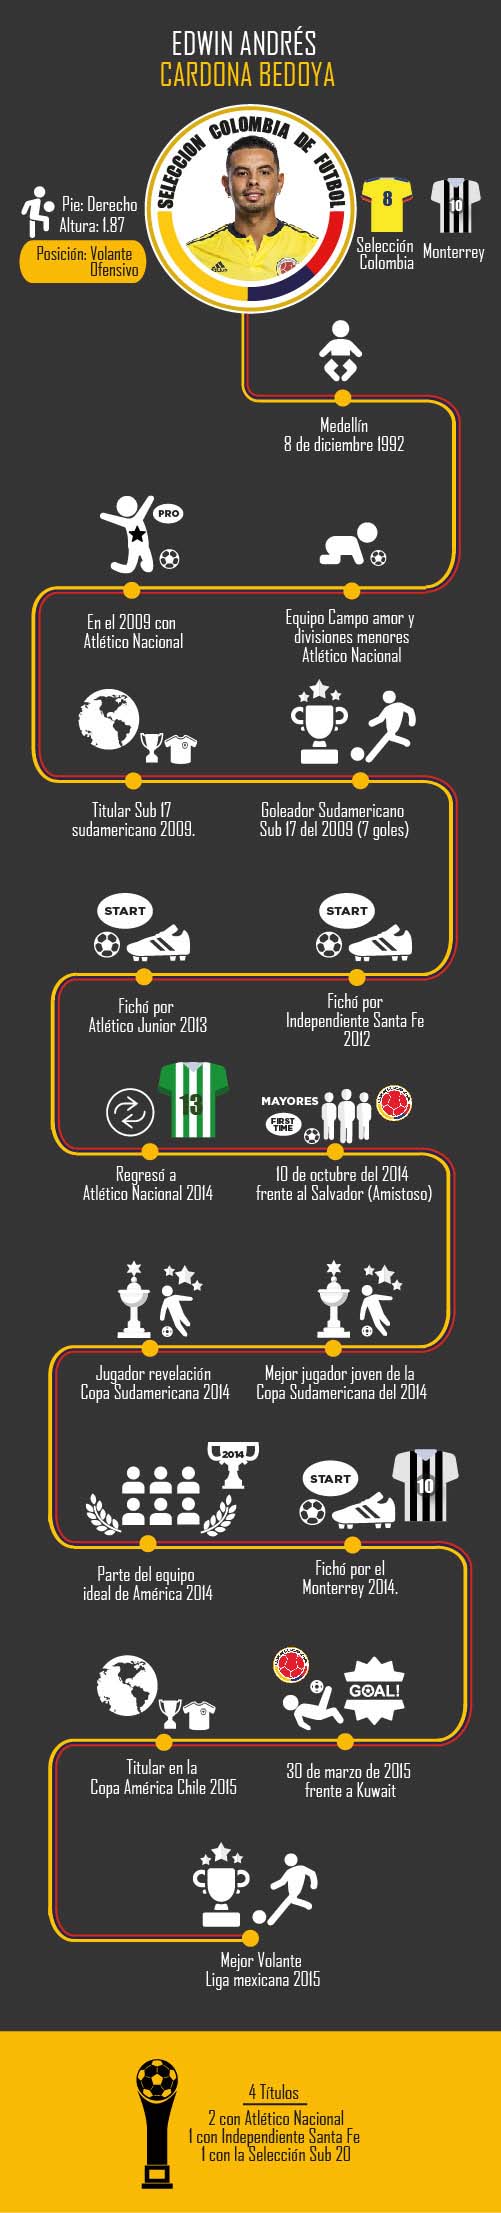 EDWIN ANDRÉS
CARDONA BEDOYA
SELECCION COLOMBIA DE FUTBOL
adidas
Pie: Derecho
Altura: 1.87
Posición: Volante
Ofensivo
8
10
Selección
Colombia
Monterrey
Medellín
8 de diciembre 1992
PRO
En el 2009 con
Atlético Nacional
Equipo Campo amor y
divisiones menores
Atlético Nacional
Titular Sub 17
sudamericano 2009.
Goleador Sudamericano
Sub 17 del 2009 (7 goles)
START
START
Fichó por
Atlético Junior 2013
Fichó por
Independiente Santa Fe
2012
13
MAYORES
FIRST
TIME
Regresó a
Atlético Nacional 2014
10 de octubre del 2014
frente al Salvador (Amistoso)
Jugador revelación
Copa Sudamericana 2014
Mejor jugador joven de la
Copa Sudamericana del 2014
2014
START
10
Parte del equipo
ideal de América 2014
Fichó por el
Monterrey 2014.
GOAL!
Titular en la
Copa América Chile 2015
30 de marzo de 2015
frente a Kuwait
Mejor Volante
Liga mexicana 2015
4 Títulos
2 con Atlético Nacional
1 con Independiente Santa Fe
1 con la Selección Sub 20